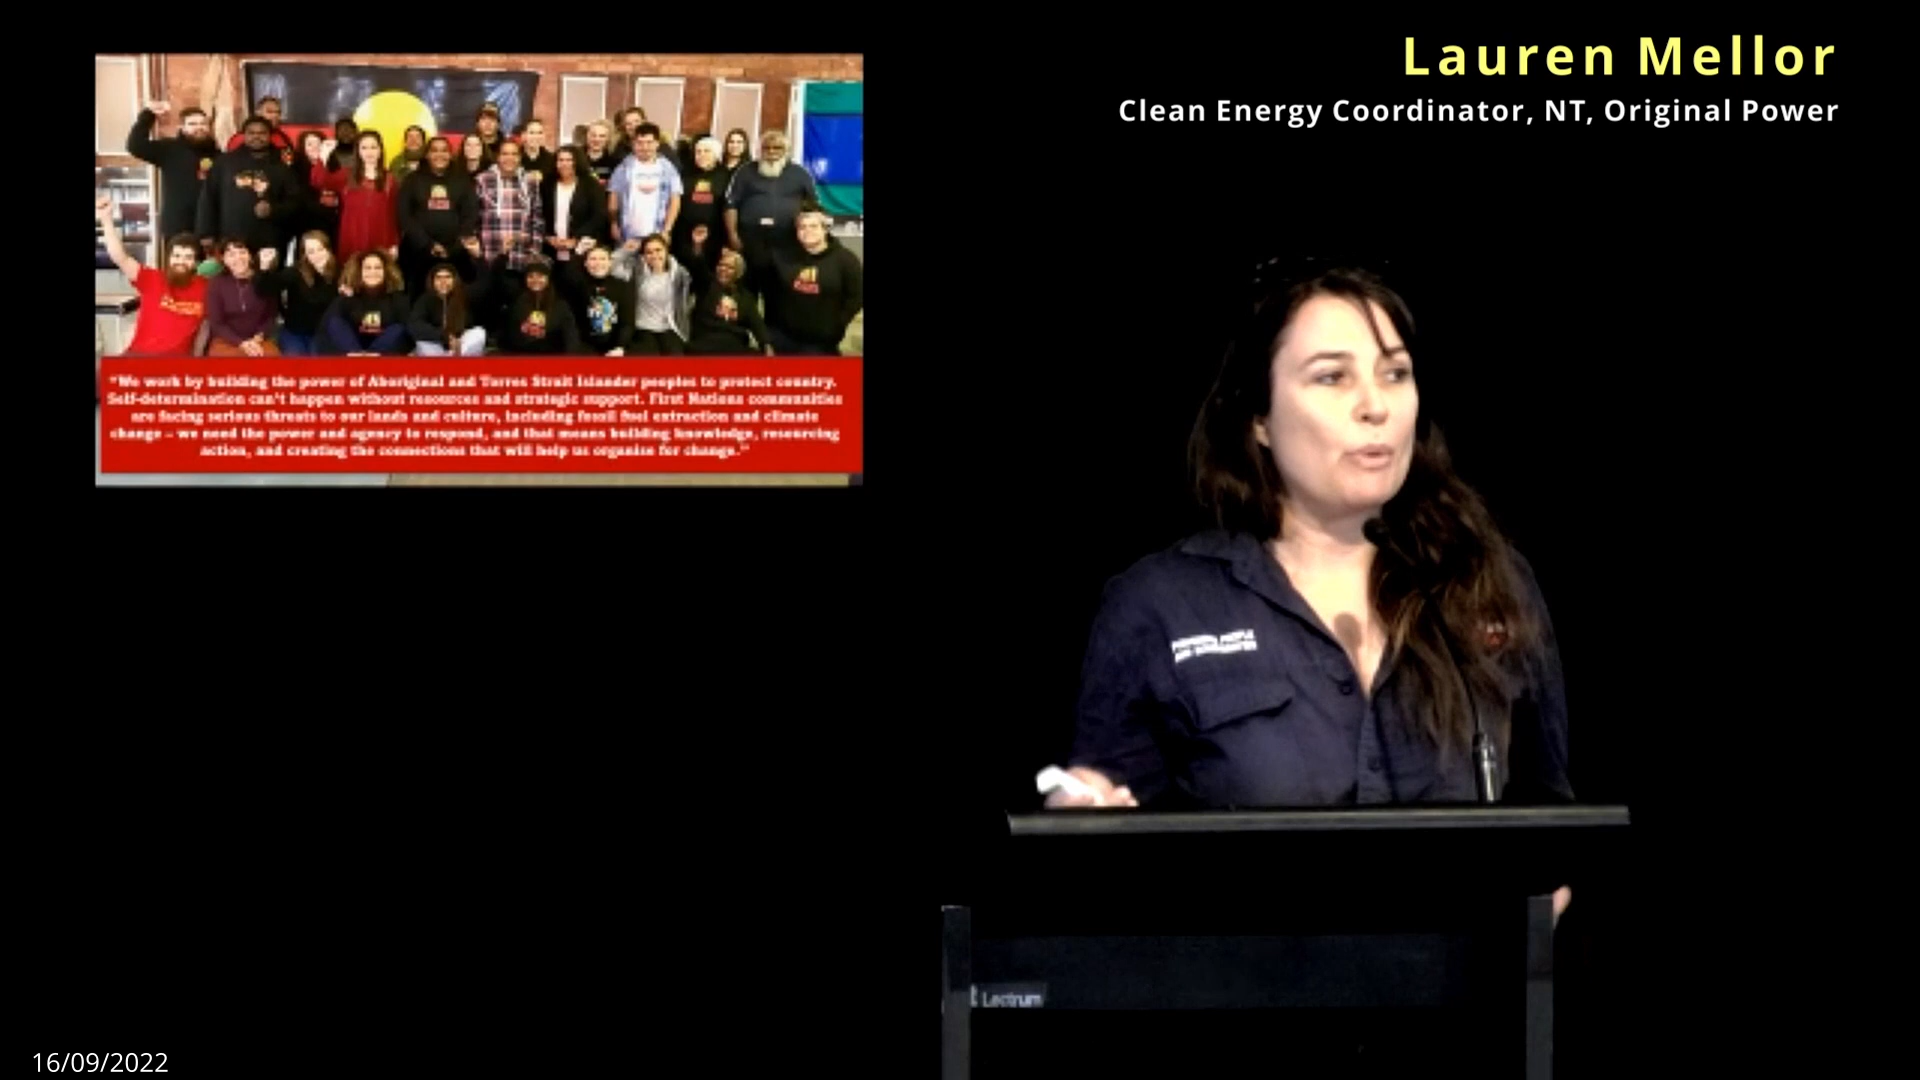 Lauren Mellor
Clean Energy Coordinator, NT, Original Power
"We work by building the power of Aboriginal and Torres Strait Islander peoples to protect country.
Self-determination can't happen without resources and strategic support. First Nations communities
are facing serious threats to our lands and culture, including fossil fuel extraction and climate
change – we need the power and agency to respond, and that means building knowledge, resourcing
action, and creating the connections that will help us organise for change."
Lectrum
16/09/2022